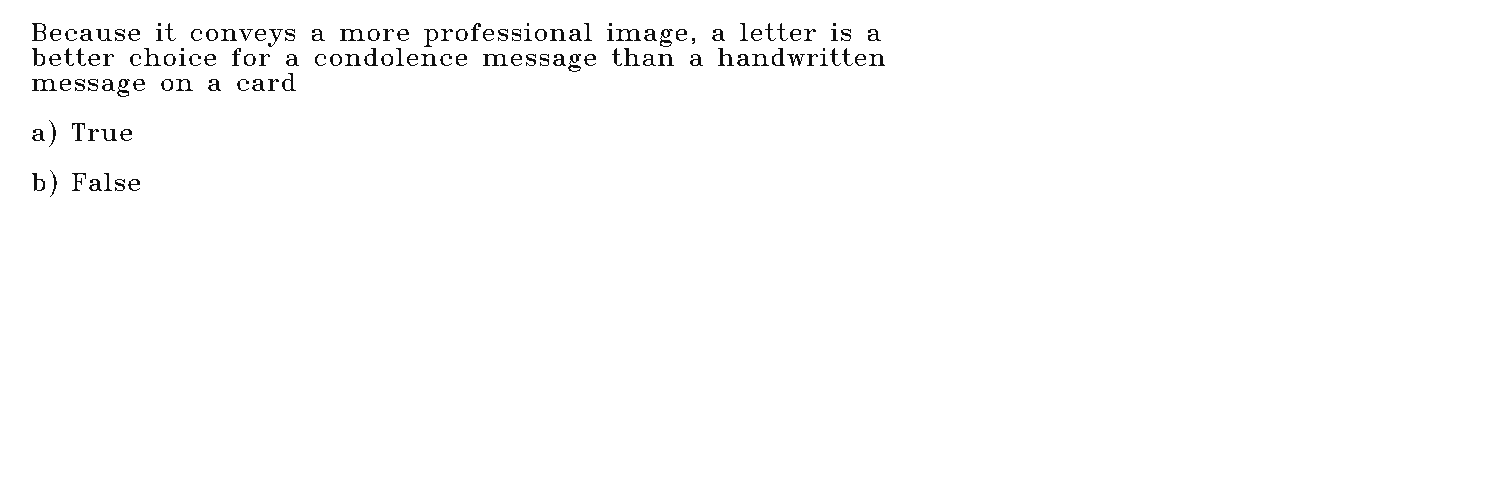 Because it conveys a more professional image, a letter is a
better choice for a condolence message than a handwritten
message on a card
a) True
b) False